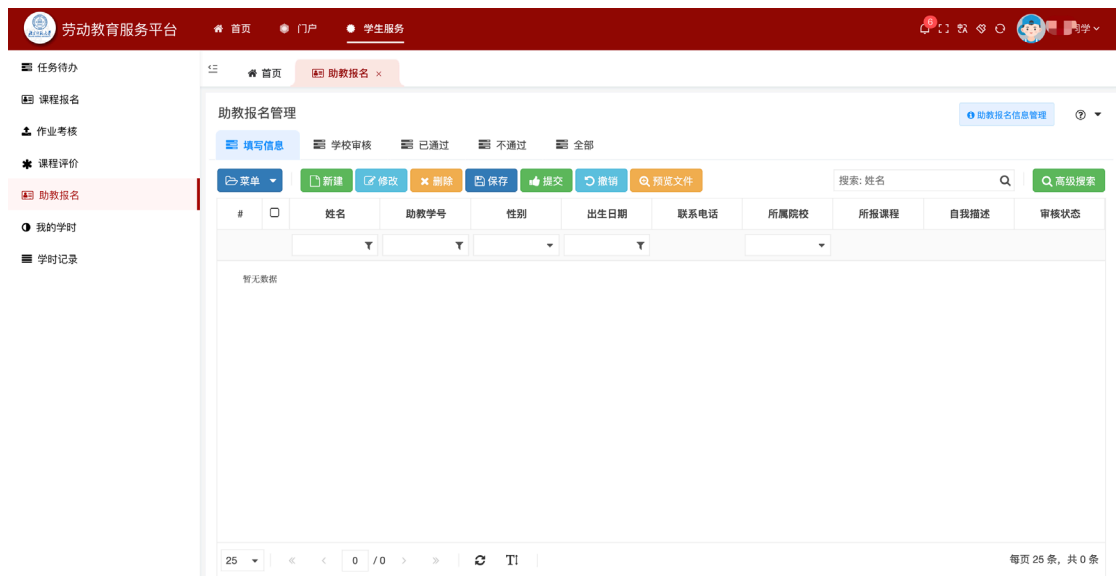 劳动教育服务平台 首页 门户 学生服务 6 同学
任务待办
课程报名
作业考核
课程评价
助教报名
我的学时
学时记录
首页 助教报名 ×
助教报名管理 助教报名信息管理
填写信息 学校审核 已通过 不通过 全部
菜单 新建 修改 删除 保存 提交 撤销 预览文件 搜索: 姓名 高级搜索
# 姓名 助教学号 性别 出生日期 联系电话 所属院校 所报课程 自我描述 审核状态
暂无数据
25 « ‹ 0 / 0 › » TI 每页 25 条，共 0 条